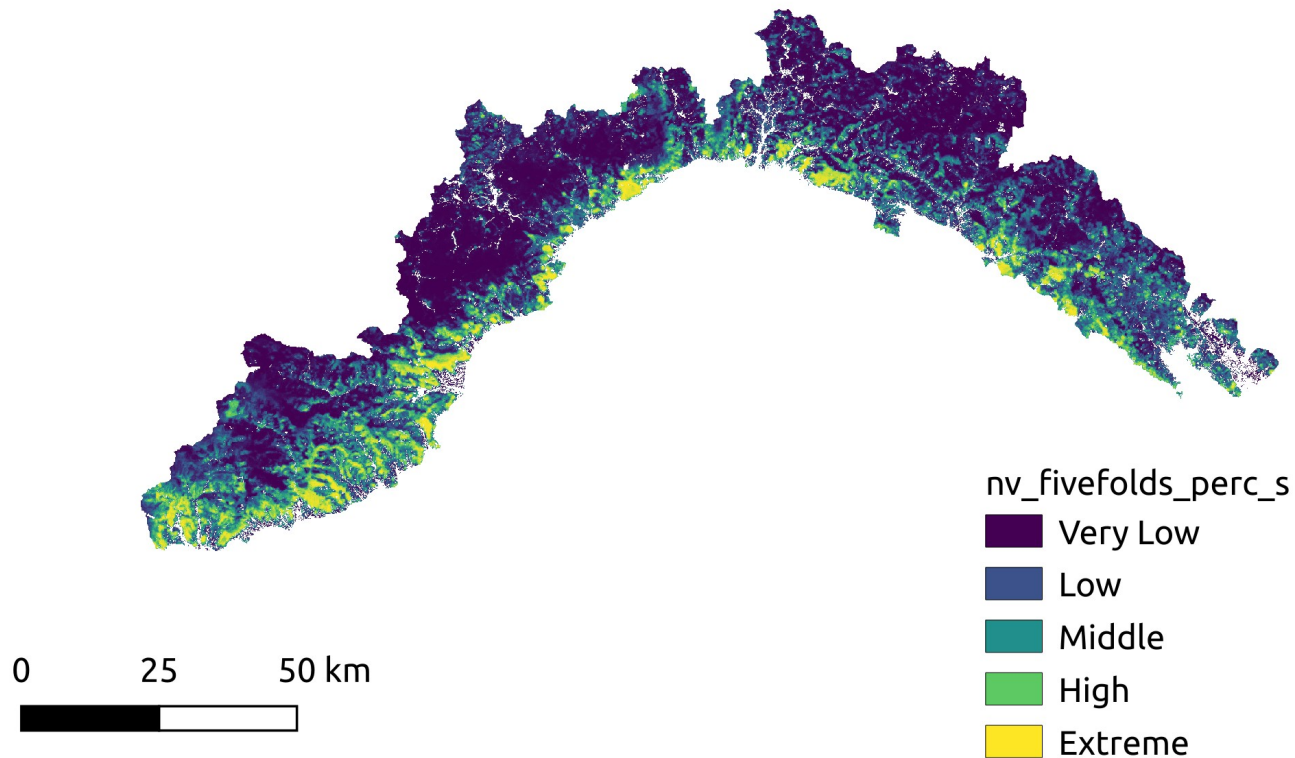 nv_fivefolds_perc_s
Very Low
Low
Middle
High
Extreme
0 25 50 km